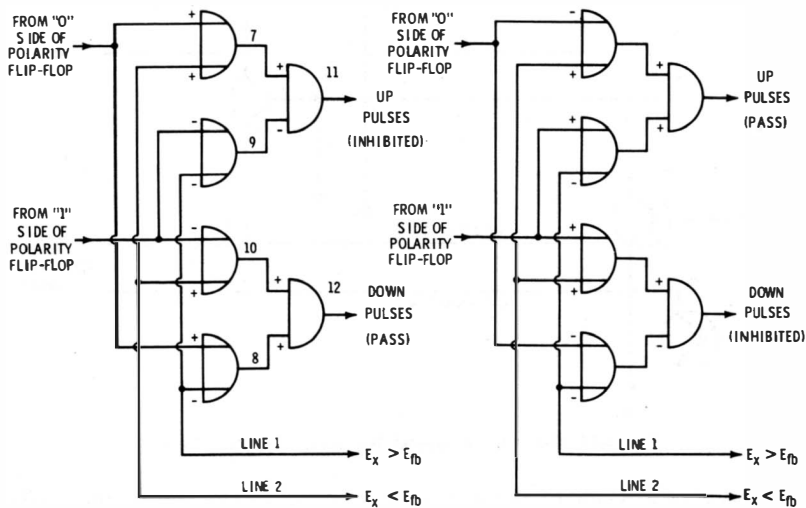 FROM "0"
SIDE OF
POLARITY
FLIP-FLOP
+
+
7
+
-
11
UP
PULSES
(INHIBITED)
-
-
9
FROM "1"
SIDE OF
POLARITY
FLIP-FLOP
-
+
10
+
+
12
DOWN
PULSES
(PASS)
+
-
8
LINE 1
Ex > Efb
LINE 2
Ex < Efb
FROM "0"
SIDE OF
POLARITY
FLIP-FLOP
-
+
+
+
UP
PULSES
(PASS)
+
-
FROM "1"
SIDE OF
POLARITY
FLIP-FLOP
+
+
+
-
DOWN
PULSES
(INHIBITED)
-
-
LINE 1
Ex > Efb
LINE 2
Ex < Efb